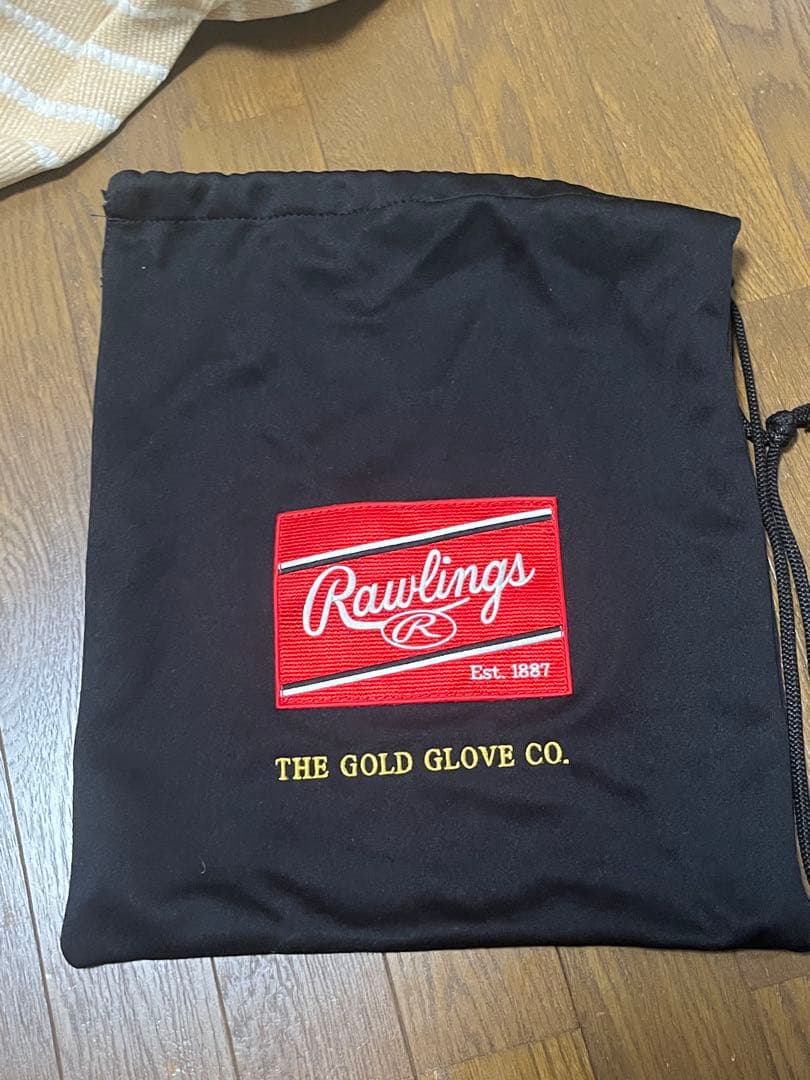 Rawlings
R
Est. 1887
THE GOLD GLOVE CO.